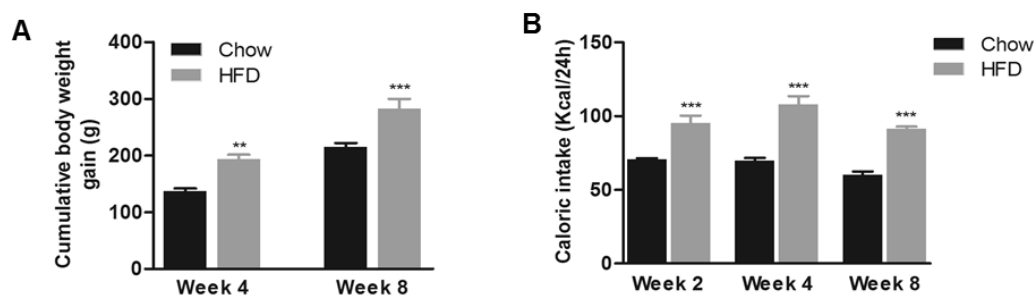 A
Cumulative body weight
gain (g)
400
300
200
100
0
Chow
HFD
**
***
Week 4
Week 8
B
Caloric intake (Kcal/24h)
150
100
50
0
Chow
HFD
***
***
***
Week 2
Week 4
Week 8